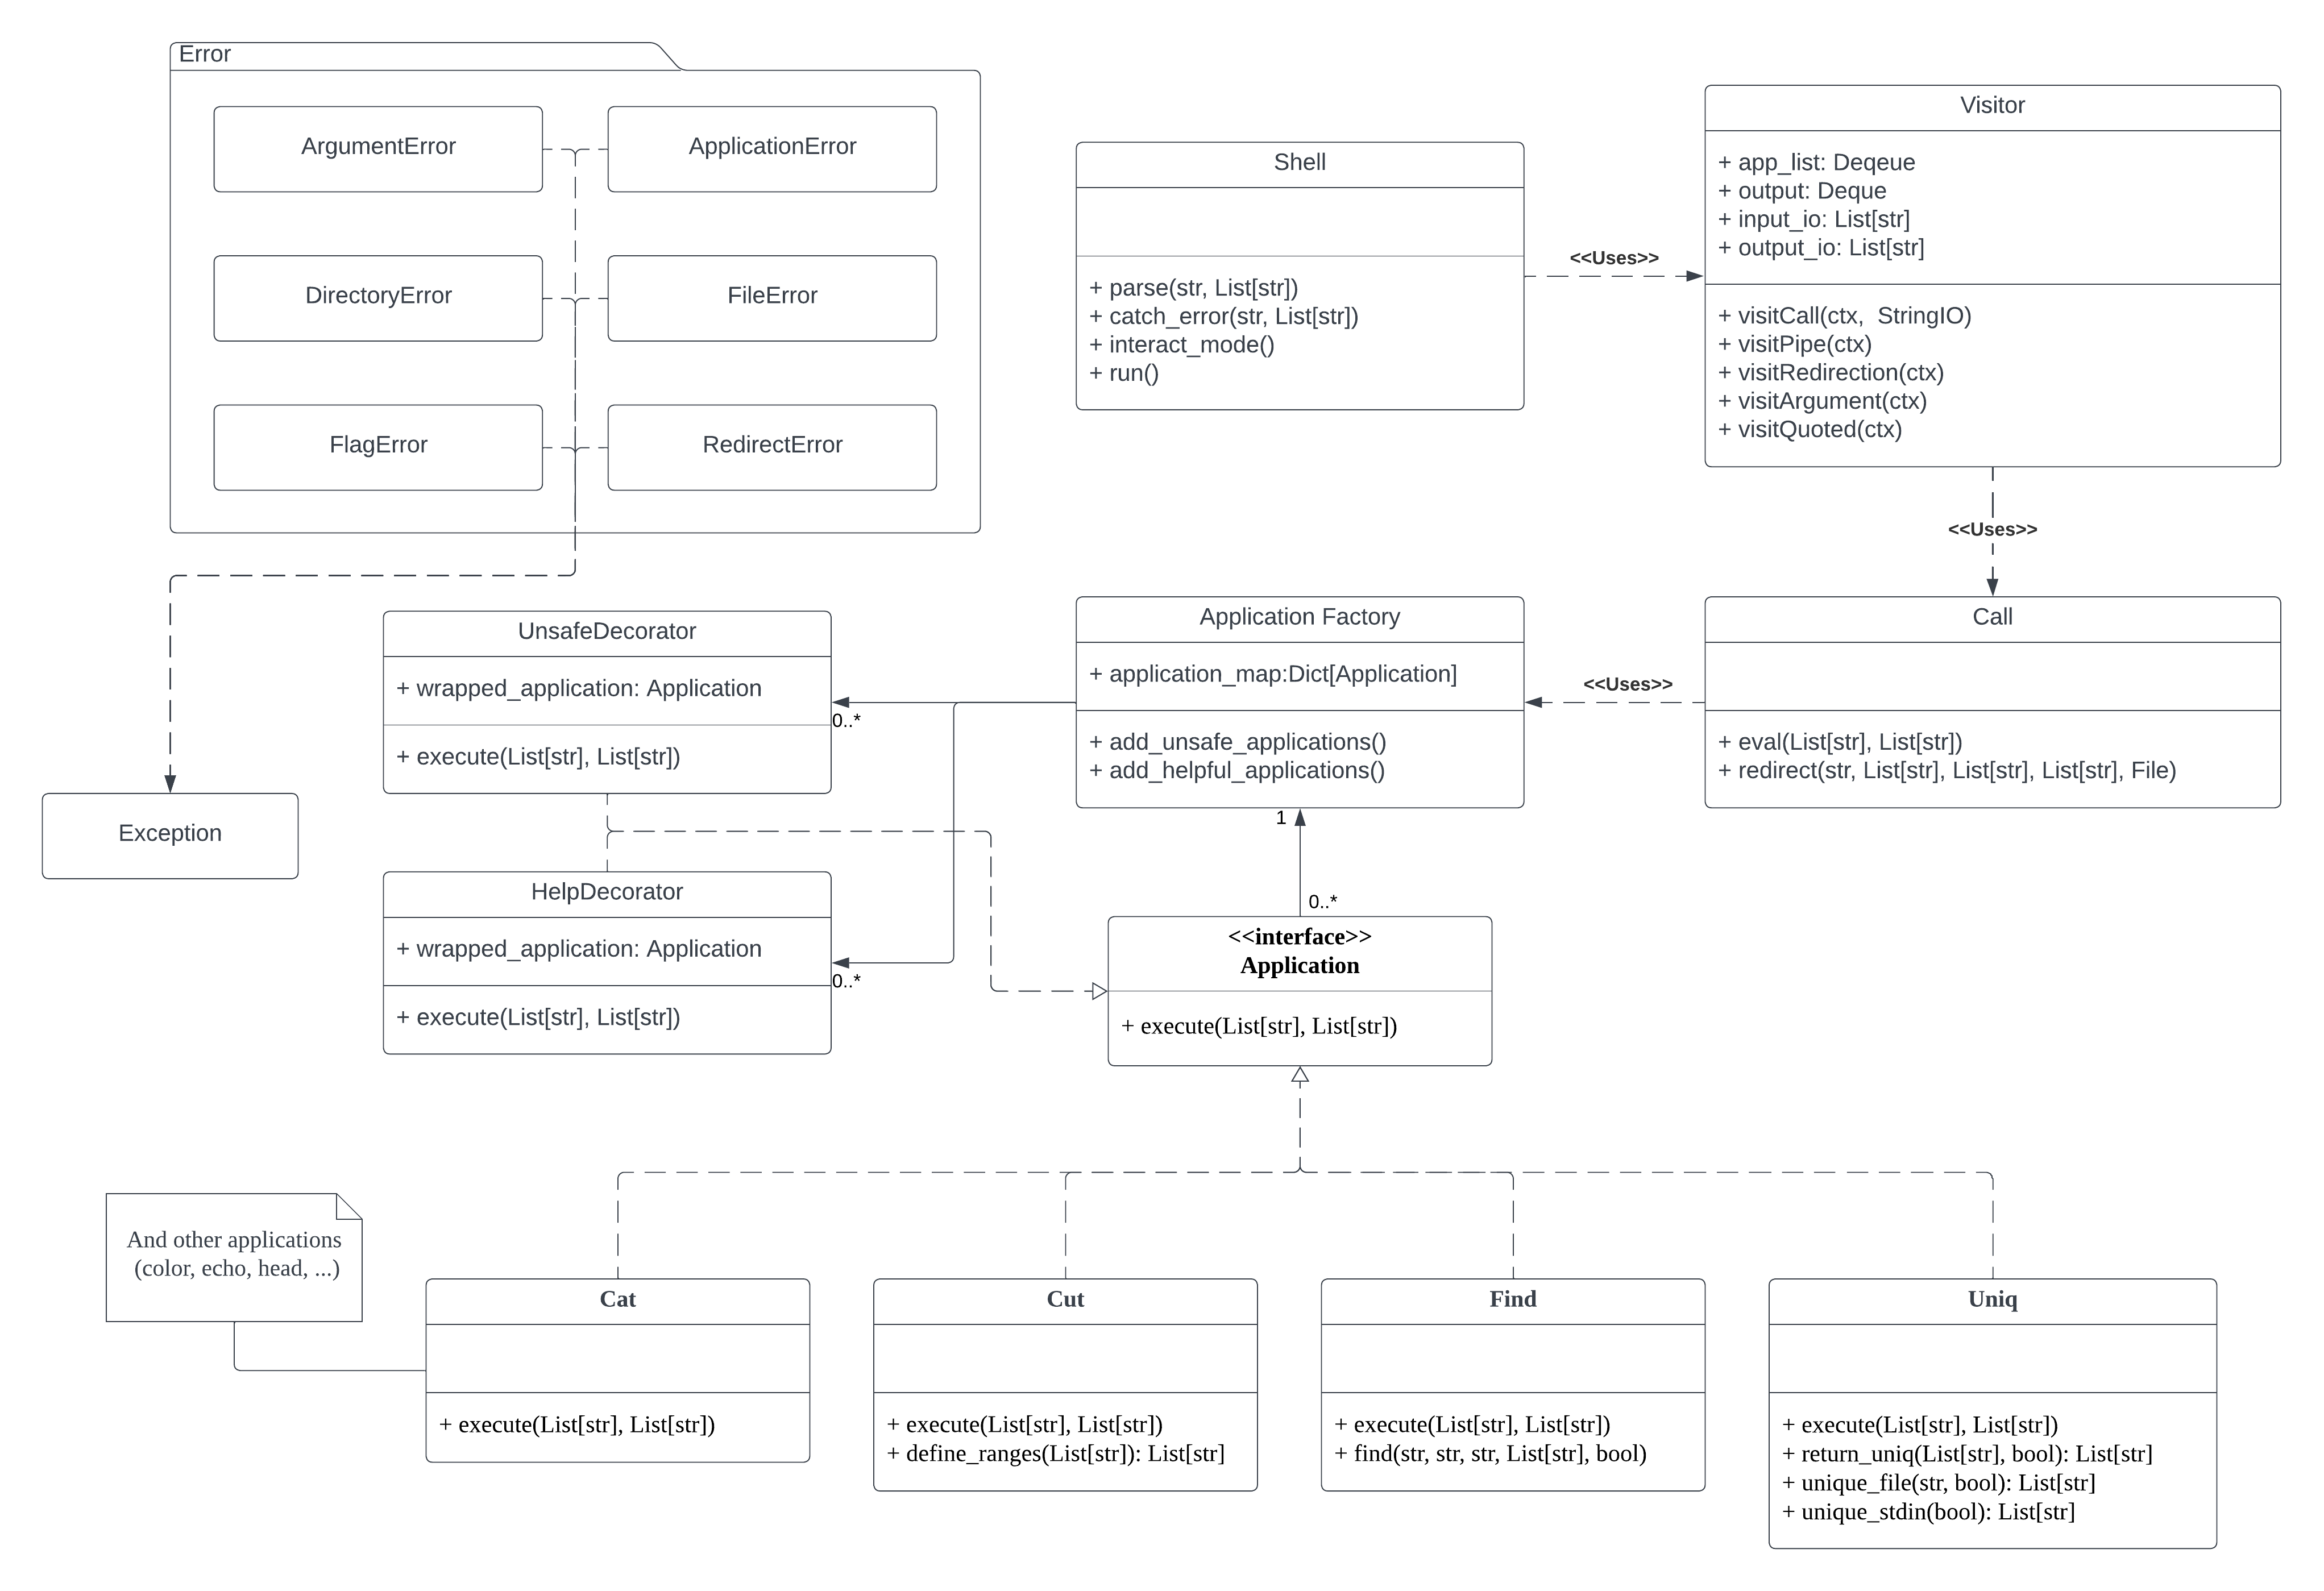 Error
ArgumentError
ApplicationError
DirectoryError
FileError
FlagError
RedirectError
Shell
+ parse(str, List[str])
+ catch_error(str, List[str])
+ interact_mode()
+ run()
<<Uses>>
Visitor
+ app_list: Deqeue
+ output: Deque
+ input_io: List[str]
+ output_io: List[str]
+ visitCall(ctx,  StringIO)
+ visitPipe(ctx)
+ visitRedirection(ctx)
+ visitArgument(ctx)
+ visitQuoted(ctx)
<<Uses>>
Exception
UnsafeDecorator
+ wrapped_application: Application
+ execute(List[str], List[str])
0..*
Application Factory
+ application_map:Dict[Application]
+ add_unsafe_applications()
+ add_helpful_applications()
<<Uses>>
Call
+ eval(List[str], List[str])
+ redirect(str, List[str], List[str], List[str], File)
HelpDecorator
+ wrapped_application: Application
+ execute(List[str], List[str])
0..*
1
0..*
<<interface>>
Application
+ execute(List[str], List[str])
And other applications
(color, echo, head, ...)
Cat
+ execute(List[str], List[str])
Cut
+ execute(List[str], List[str])
+ define_ranges(List[str]): List[str]
Find
+ execute(List[str], List[str])
+ find(str, str, str, List[str], bool)
Uniq
+ execute(List[str], List[str])
+ return_uniq(List[str], bool): List[str]
+ unique_file(str, bool): List[str]
+ unique_stdin(bool): List[str]